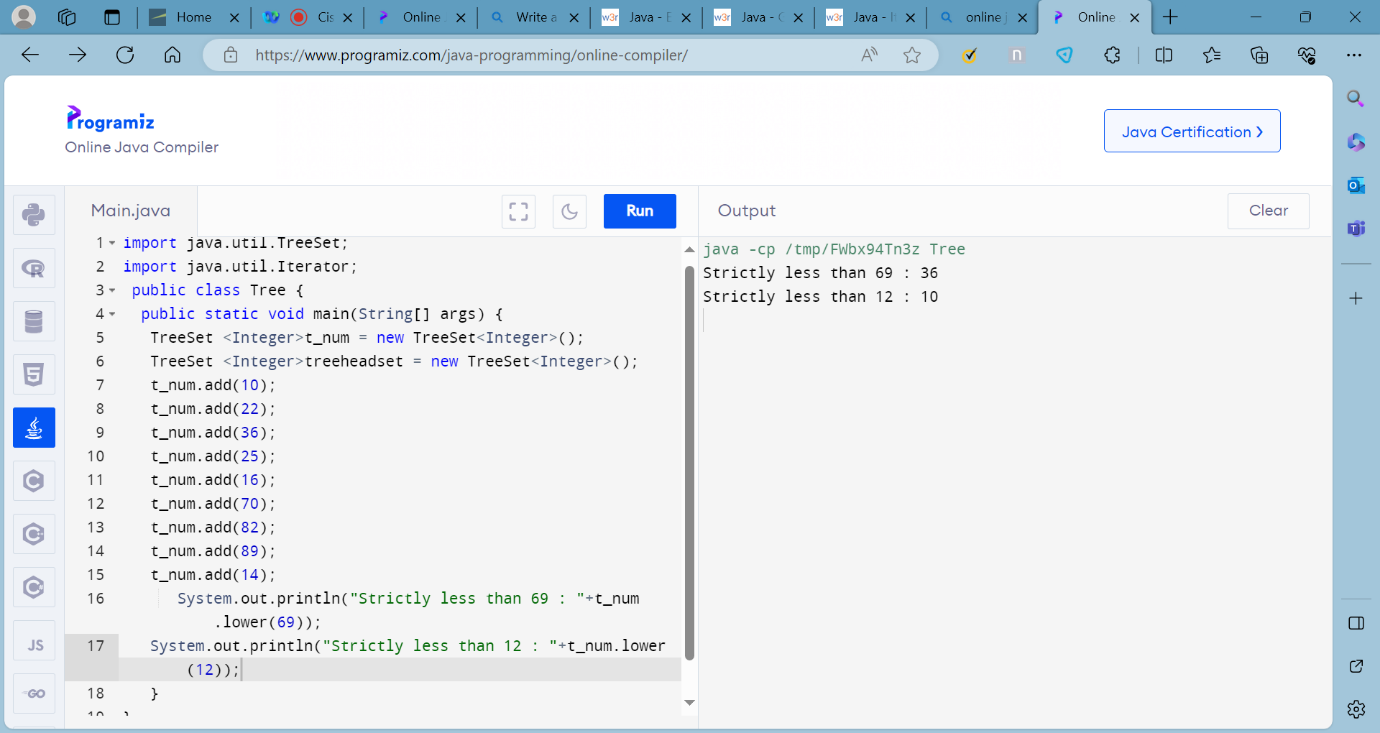 Home
Cis
Online
Write a
w3r
Java - E
w3r
Java - C
w3r
Java - It
online j
Online
https://www.programiz.com/java-programming/online-compiler/
Programiz
Online Java Compiler
Java Certification >
Main.java
Run
Output
Clear
1 import java.util.TreeSet;
2 import java.util.Iterator;
3 public class Tree {
4 public static void main(String[] args) {
5 TreeSet <Integer>t_num = new TreeSet<Integer>();
6 TreeSet <Integer>treeheadset = new TreeSet<Integer>();
7 t_num.add(10);
8 t_num.add(22);
9 t_num.add(36);
10 t_num.add(25);
11 t_num.add(16);
12 t_num.add(70);
13 t_num.add(82);
14 t_num.add(89);
15 t_num.add(14);
16 System.out.println("Strictly less than 69 : "+t_num
.lower(69));
17 System.out.println("Strictly less than 12 : "+t_num.lower
(12));
18 }
java -cp /tmp/FWbx94Tn3z Tree
Strictly less than 69 : 36
Strictly less than 12 : 10
JS
GO